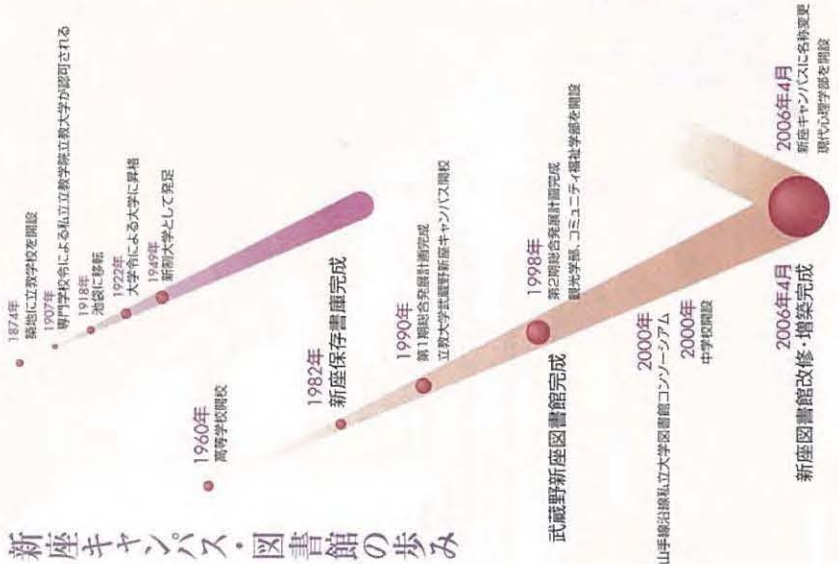 新座キャンパス・図書館の歩み
1874年
築地に立教学校を開設
1907年
専門学校令による私立立教学院立教大学が認可される
1918年
池袋に移転
1922年
大学令による大学に昇格
1949年
新制大学として発足
1960年
高等学校開校
1982年
新座保存書庫完成
1990年
第1期総合発展計画完成
立教大学武蔵野新座キャンパス開校
1998年
第2期総合発展計画完成
観光学部、コミュニティ福祉学部を開設
武蔵野新座図書館完成
2000年
山手線沿線私立大学図書館コンソーシアム
2000年
中学校開設
2006年4月
新座図書館改修・増築完成
2006年4月
新座キャンパスに名称変更
現代心理学部を開設